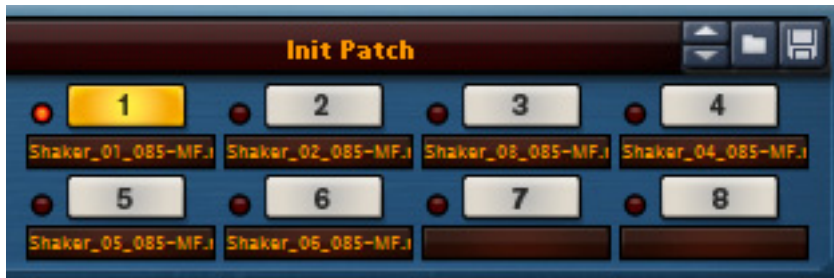 Init Patch
1 2 3 4
Shaker_01_085-MF.r Shaker_02_085-MF.r Shaker_03_085-MF.r Shaker_04_085-MF.r
5 6 7 8
Shaker_05_085-MF.r Shaker_06_085-MF.r